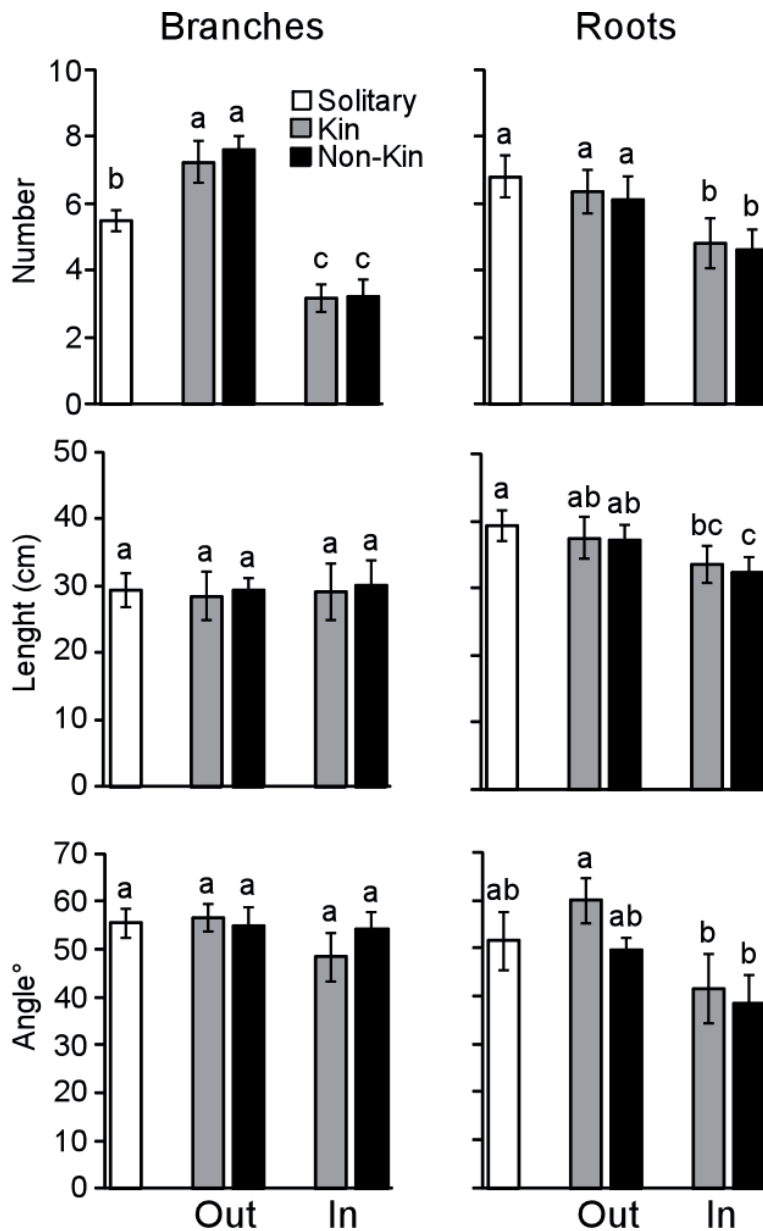 Branches Roots
10
8
6
4
2
0
Number
Solitary
Kin
Non-Kin
b a a c c
a a a b b
50
40
30
20
10
0
Lenght (cm)
a a a a a
a ab ab bc c
70
60
50
40
30
20
10
0
Angle°
a a a a a
ab a ab b b
Out In Out In